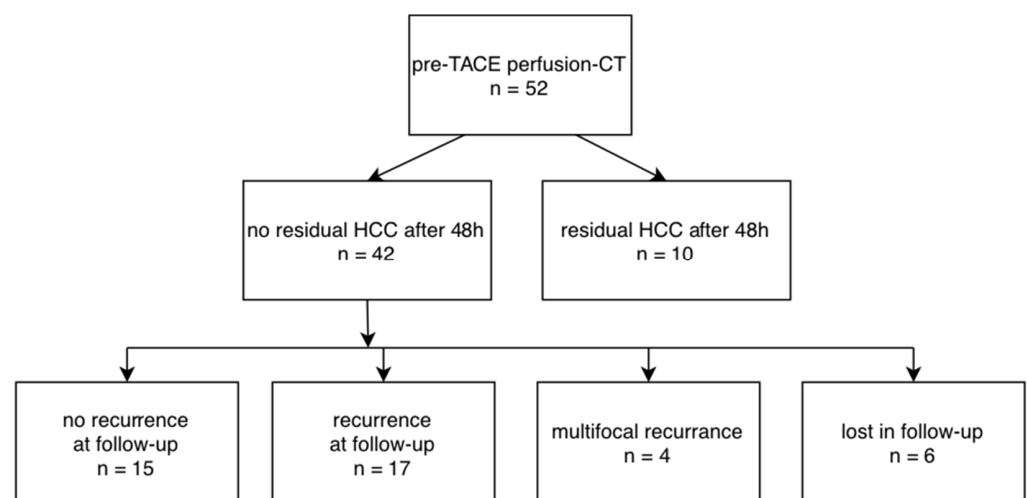 pre-TACE perfusion-CT
n = 52
no residual HCC after 48h
n = 42
residual HCC after 48h
n = 10
no recurrence
at follow-up
n = 15
recurrence
at follow-up
n = 17
multifocal recurrance
n = 4
lost in follow-up
n = 6